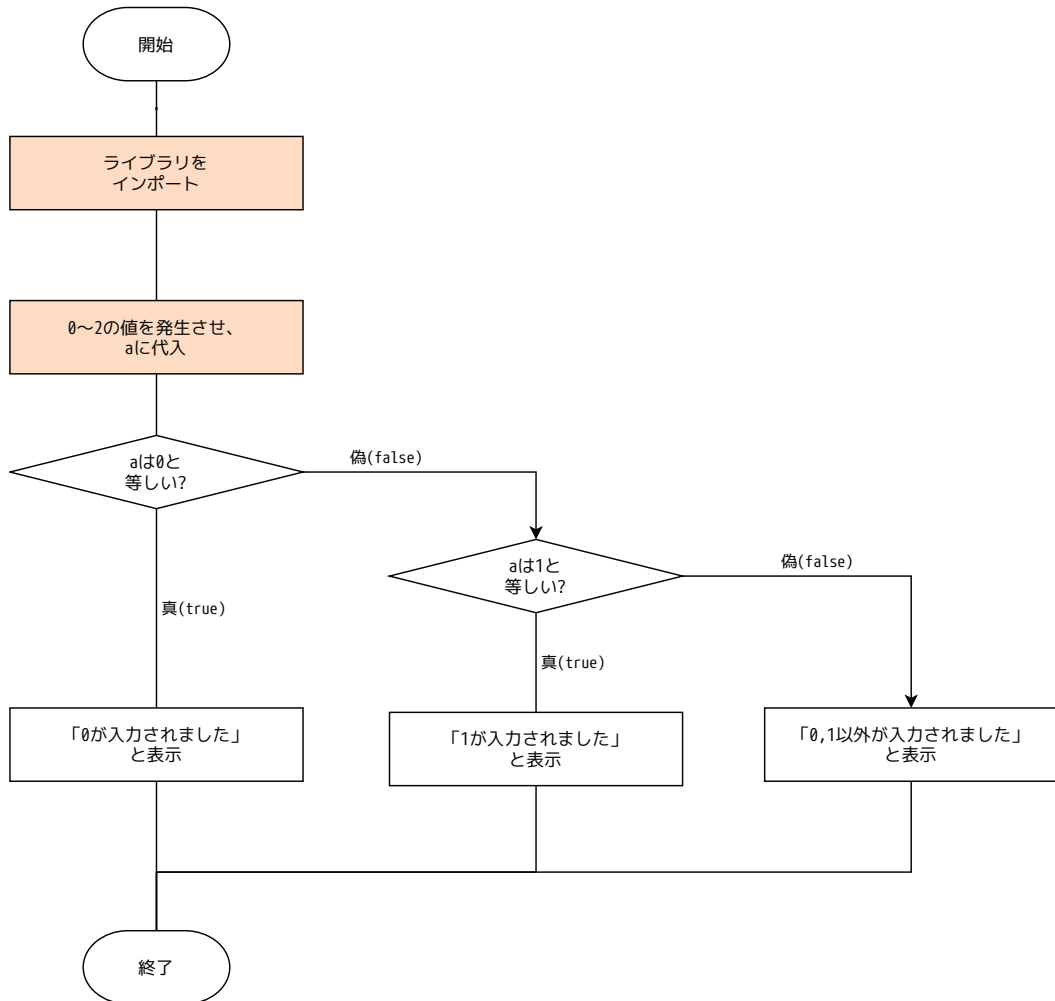 開始
ライブラリを
インポート
0～2の値を発生させ、
aに代入
aは0と
等しい?
偽(false)
aは1と
等しい?
偽(false)
真(true)
真(true)
「0が入力されました」
と表示
「1が入力されました」
と表示
「0,1以外が入力されました」
と表示
終了